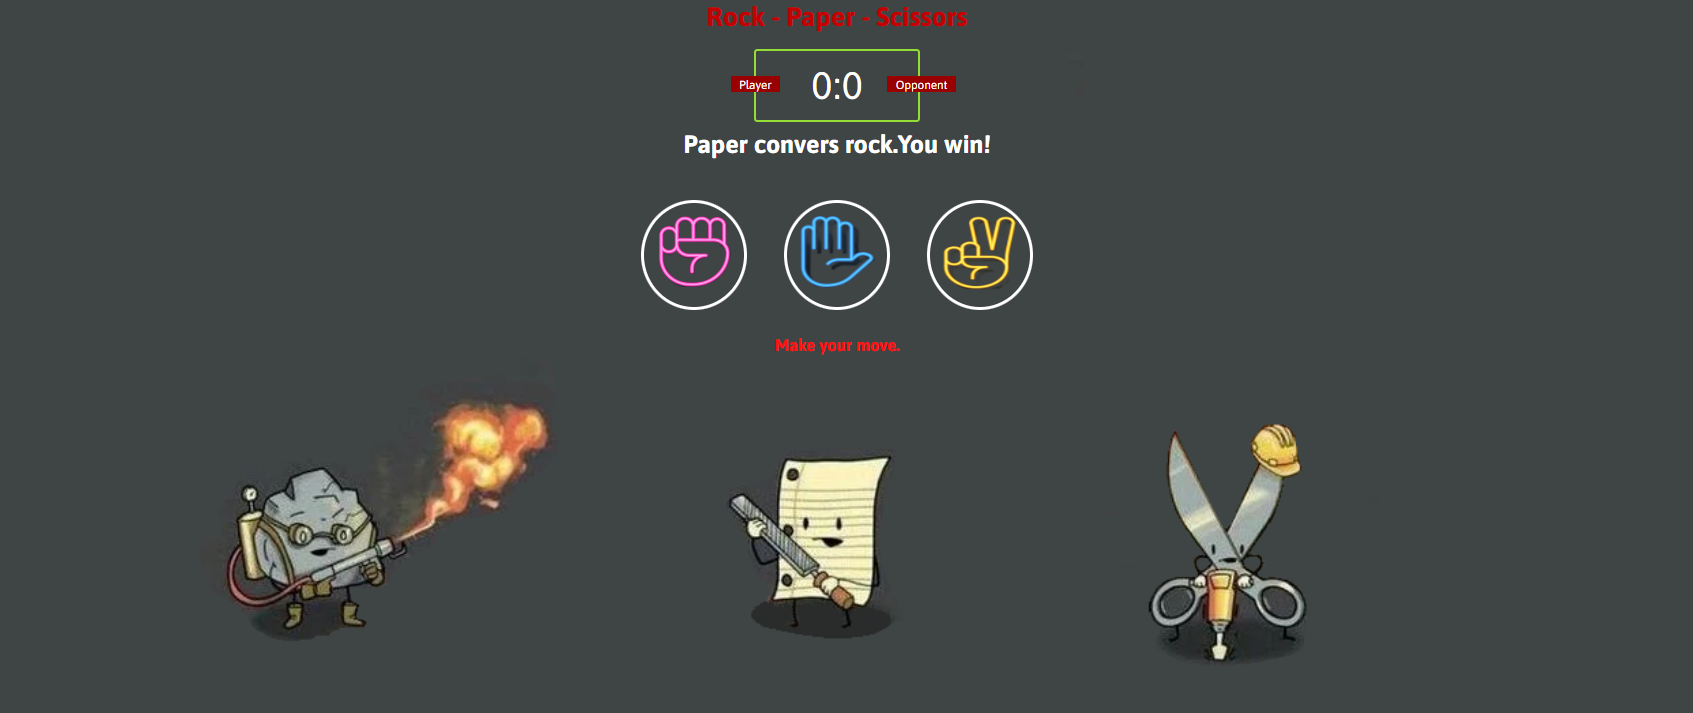 Rock - Paper - Scissors
Player 0:0 Opponent
Paper convers rock.You win!
Make your move.